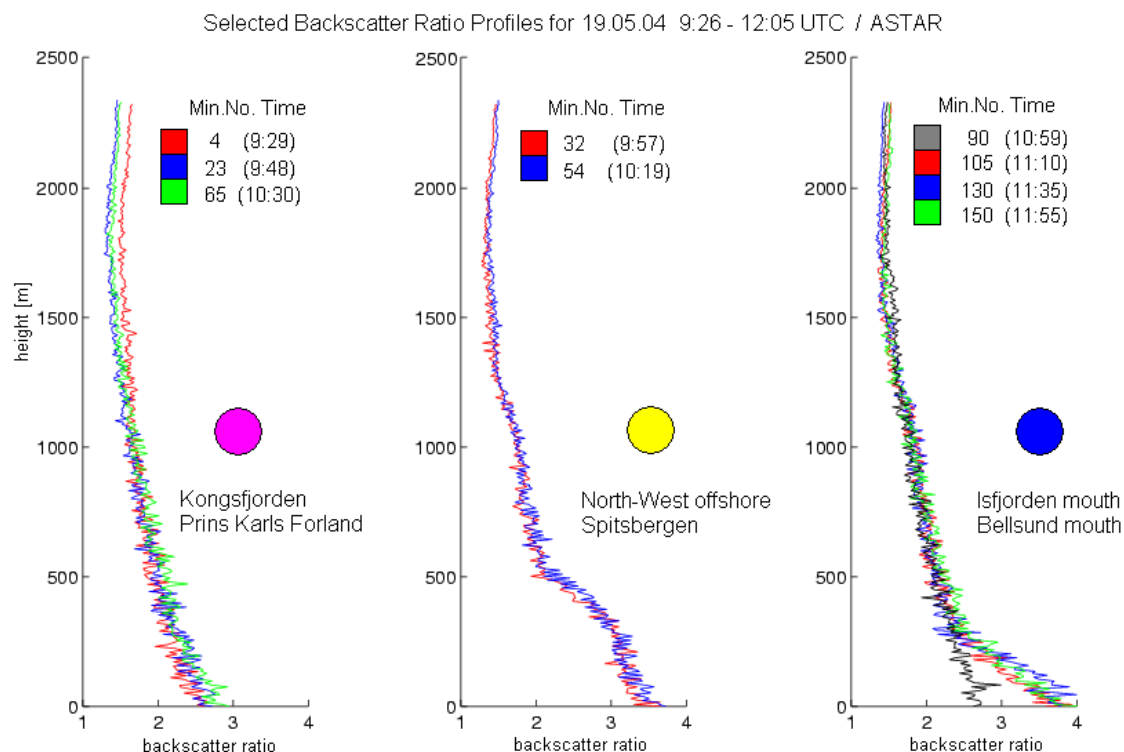 Selected Backscatter Ratio Profiles for 19.05.04 9:26 - 12:05 UTC / ASTAR
height [m]
2500
2000
1500
1000
500
0
Min.No. Time
4 (9:29)
23 (9:48)
65 (10:30)
Kongsfjorden
Prins Karls Forland
1 2 3 4
backscatter ratio
2500
2000
1500
1000
500
0
Min.No. Time
32 (9:57)
54 (10:19)
North-West offshore
Spitsbergen
1 2 3 4
backscatter ratio
2500
2000
1500
1000
500
0
Min.No. Time
90 (10:59)
105 (11:10)
130 (11:35)
150 (11:55)
Isfjorden mouth
Bellsund mouth
1 2 3 4
backscatter ratio